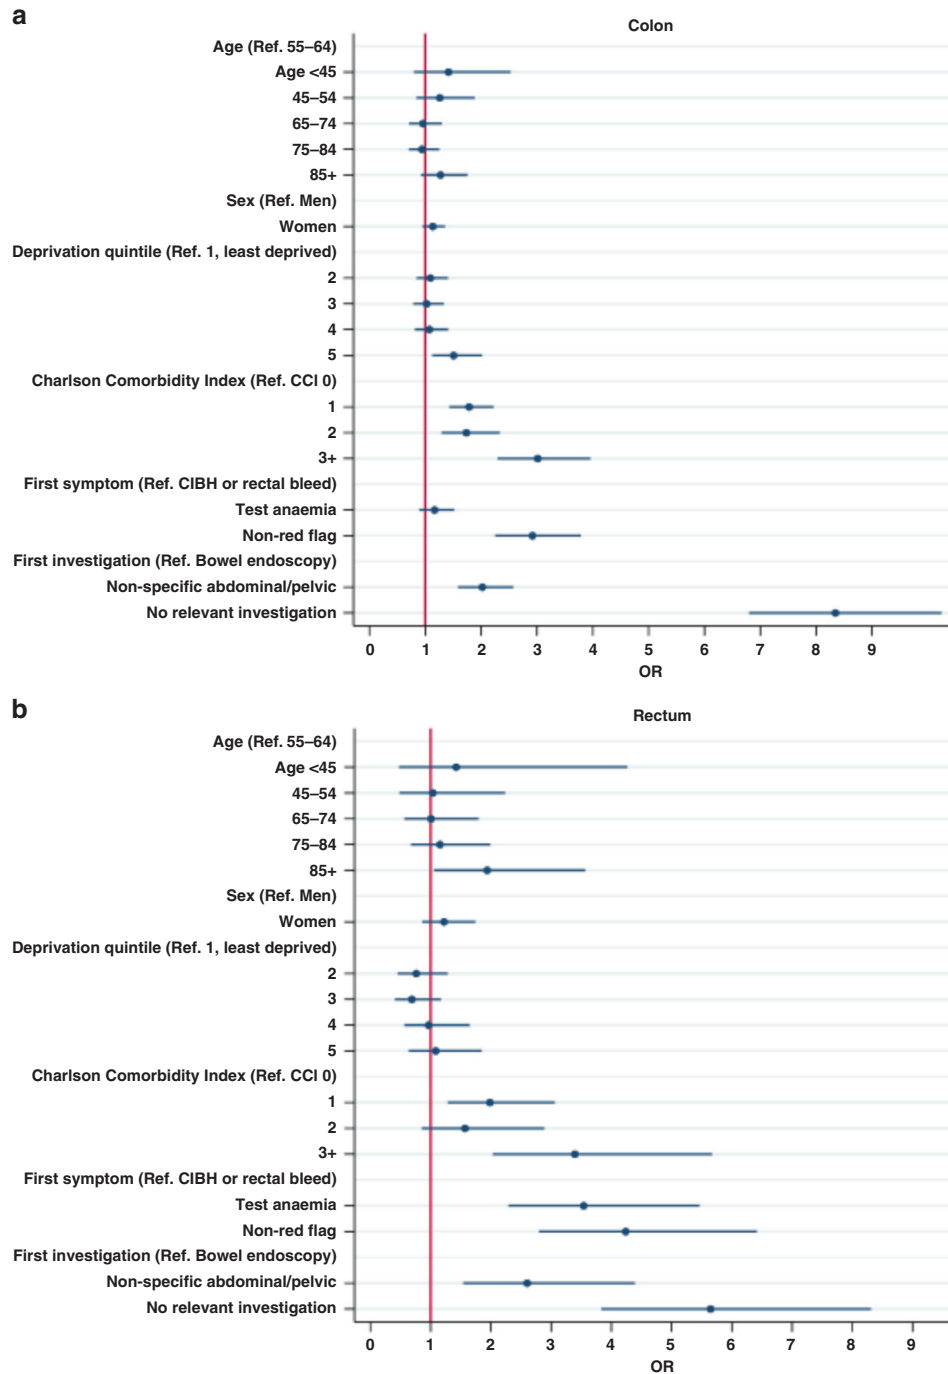 a
Colon
Age (Ref. 55–64)
Age <45
45–54
65–74
75–84
85+
Sex (Ref. Men)
Women
Deprivation quintile (Ref. 1, least deprived)
2
3
4
5
Charlson Comorbidity Index (Ref. CCI 0)
1
2
3+
First symptom (Ref. CIBH or rectal bleed)
Test anaemia
Non-red flag
First investigation (Ref. Bowel endoscopy)
Non-specific abdominal/pelvic
No relevant investigation
0 1 2 3 4 5 6 7 8 9
OR
b
Rectum
Age (Ref. 55–64)
Age <45
45–54
65–74
75–84
85+
Sex (Ref. Men)
Women
Deprivation quintile (Ref. 1, least deprived)
2
3
4
5
Charlson Comorbidity Index (Ref. CCI 0)
1
2
3+
First symptom (Ref. CIBH or rectal bleed)
Test anaemia
Non-red flag
First investigation (Ref. Bowel endoscopy)
Non-specific abdominal/pelvic
No relevant investigation
0 1 2 3 4 5 6 7 8 9
OR